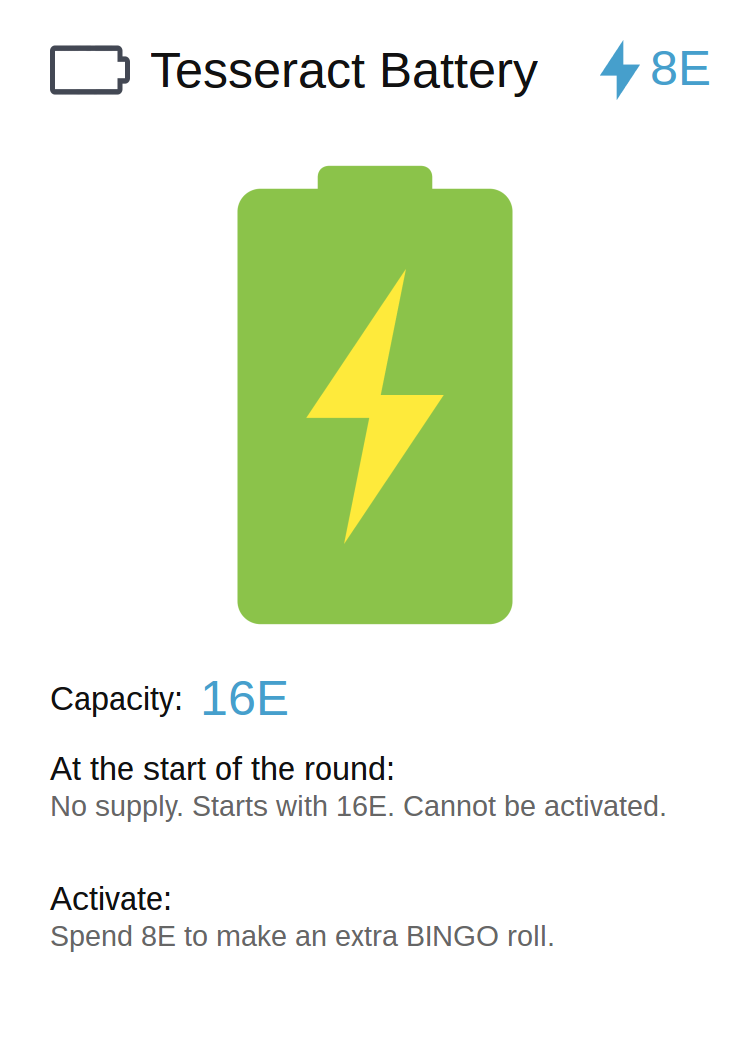 Tesseract Battery 8E
Capacity: 16E
At the start of the round:
No supply. Starts with 16E. Cannot be activated.
Activate:
Spend 8E to make an extra BINGO roll.